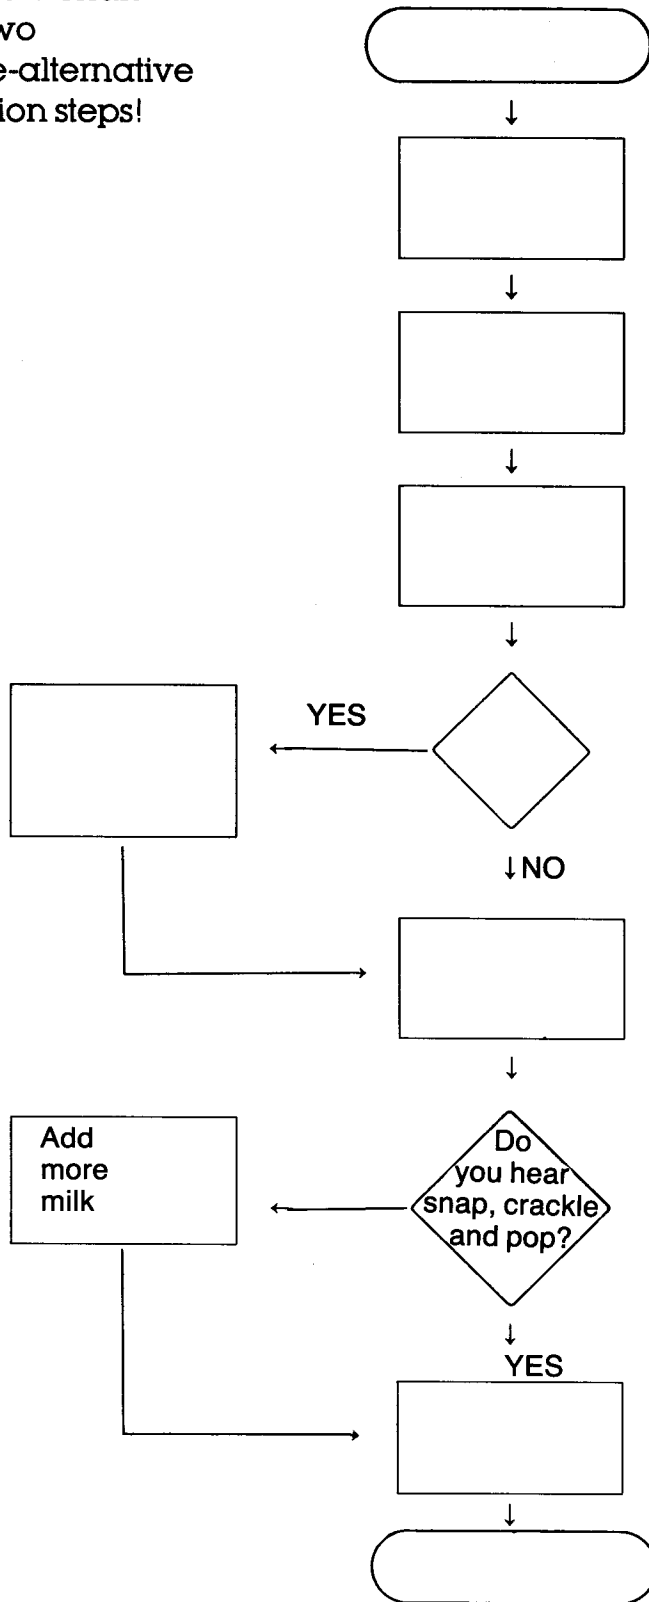 wo
e-alternative
ion steps!
YES
NO
Add
more
milk
Do
you hear
snap, crackle
and pop?
YES